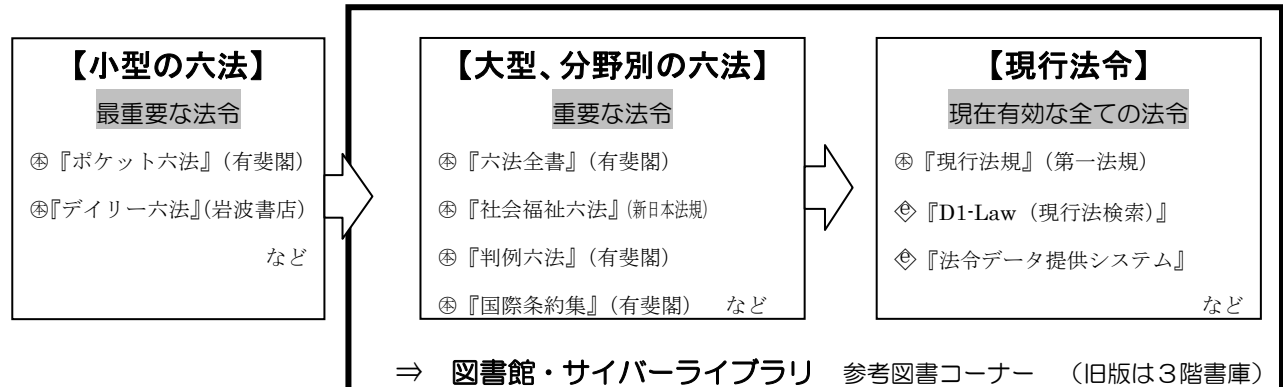 【小型の六法】
最重要な法令
㊍『ポケット六法』(有斐閣)
㊍『デイリー六法』(岩波書店)
など
【大型、分野別の六法】
重要な法令
㊍『六法全書』(有斐閣)
㊍『社会福祉六法』(新日本法規)
㊍『判例六法』(有斐閣)
㊍『国際条約集』(有斐閣) など
【現行法令】
現在有効な全ての法令
㊍『現行法規』(第一法規)
e『D1-Law(現行法検索)』
e『法令データ提供システム』
など
⇒ 図書館・サイバーライブラリ 参考図書コーナー (旧版は3階書庫)